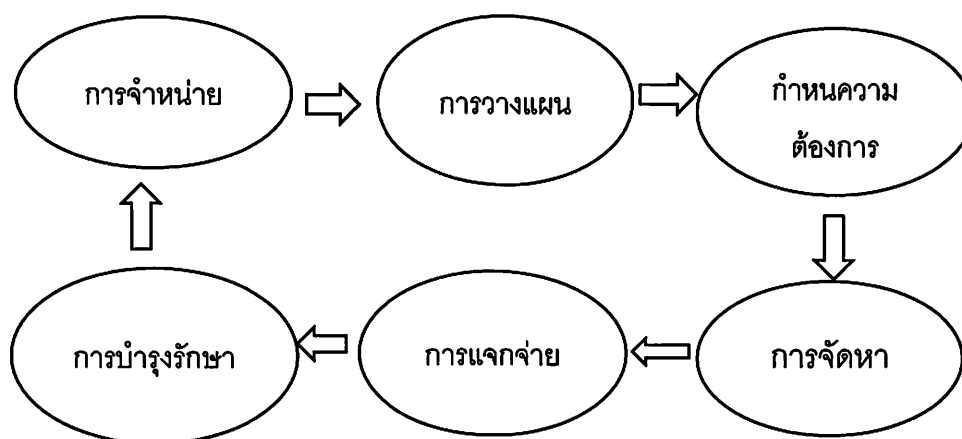 การจำหน่าย
การวางแผน
กำหนความ
ต้องการ
การบำรุงรักษา
การแจกจ่าย
การจัดหา